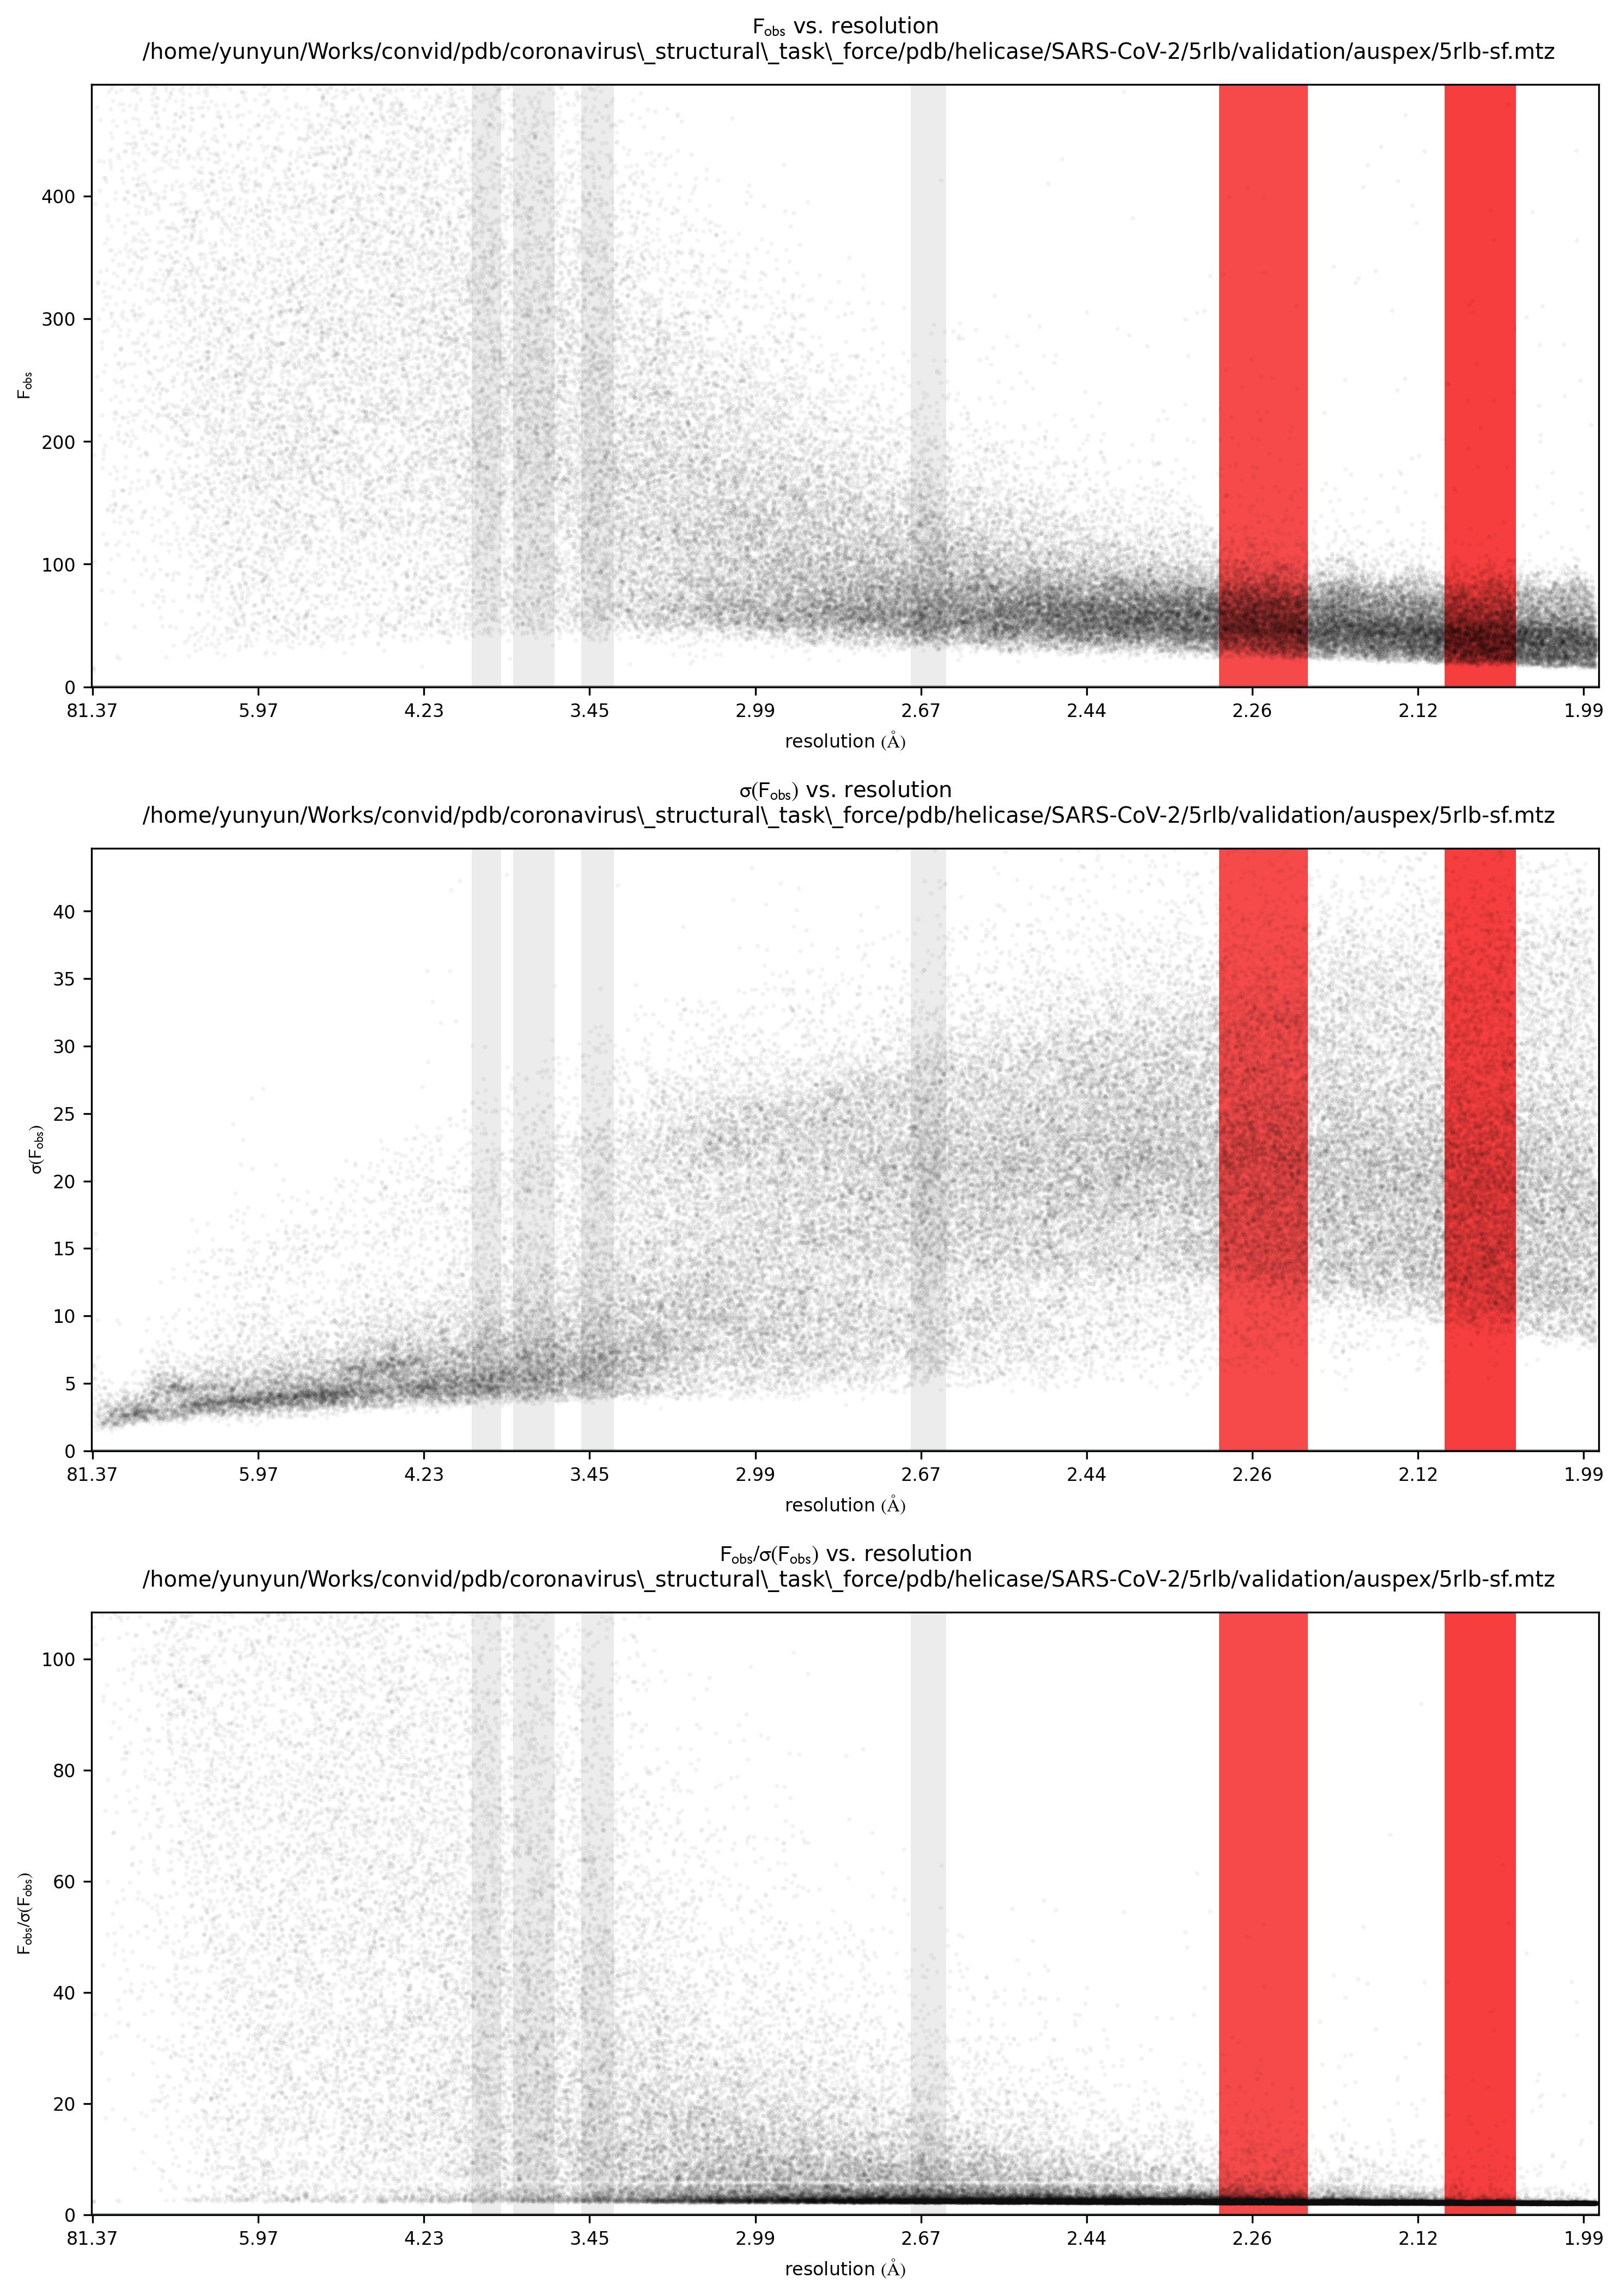 Fobs vs. resolution
/home/yunyun/Works/convid/pdb/coronavirus\_structural\_task\_force/pdb/helicase/SARS-CoV-2/5rlb/validation/auspex/5rlb-sf.mtz
400
300
200
100
0
Fobs
81.37 5.97 4.23 3.45 2.99 2.67 2.44 2.26 2.12 1.99
resolution (Å)
σ(Fobs) vs. resolution
/home/yunyun/Works/convid/pdb/coronavirus\_structural\_task\_force/pdb/helicase/SARS-CoV-2/5rlb/validation/auspex/5rlb-sf.mtz
40
35
30
25
20
15
10
5
0
σ(Fobs)
81.37 5.97 4.23 3.45 2.99 2.67 2.44 2.26 2.12 1.99
resolution (Å)
Fobs/σ(Fobs) vs. resolution
/home/yunyun/Works/convid/pdb/coronavirus\_structural\_task\_force/pdb/helicase/SARS-CoV-2/5rlb/validation/auspex/5rlb-sf.mtz
100
80
60
40
20
0
Fobs/σ(Fobs)
81.37 5.97 4.23 3.45 2.99 2.67 2.44 2.26 2.12 1.99
resolution (Å)